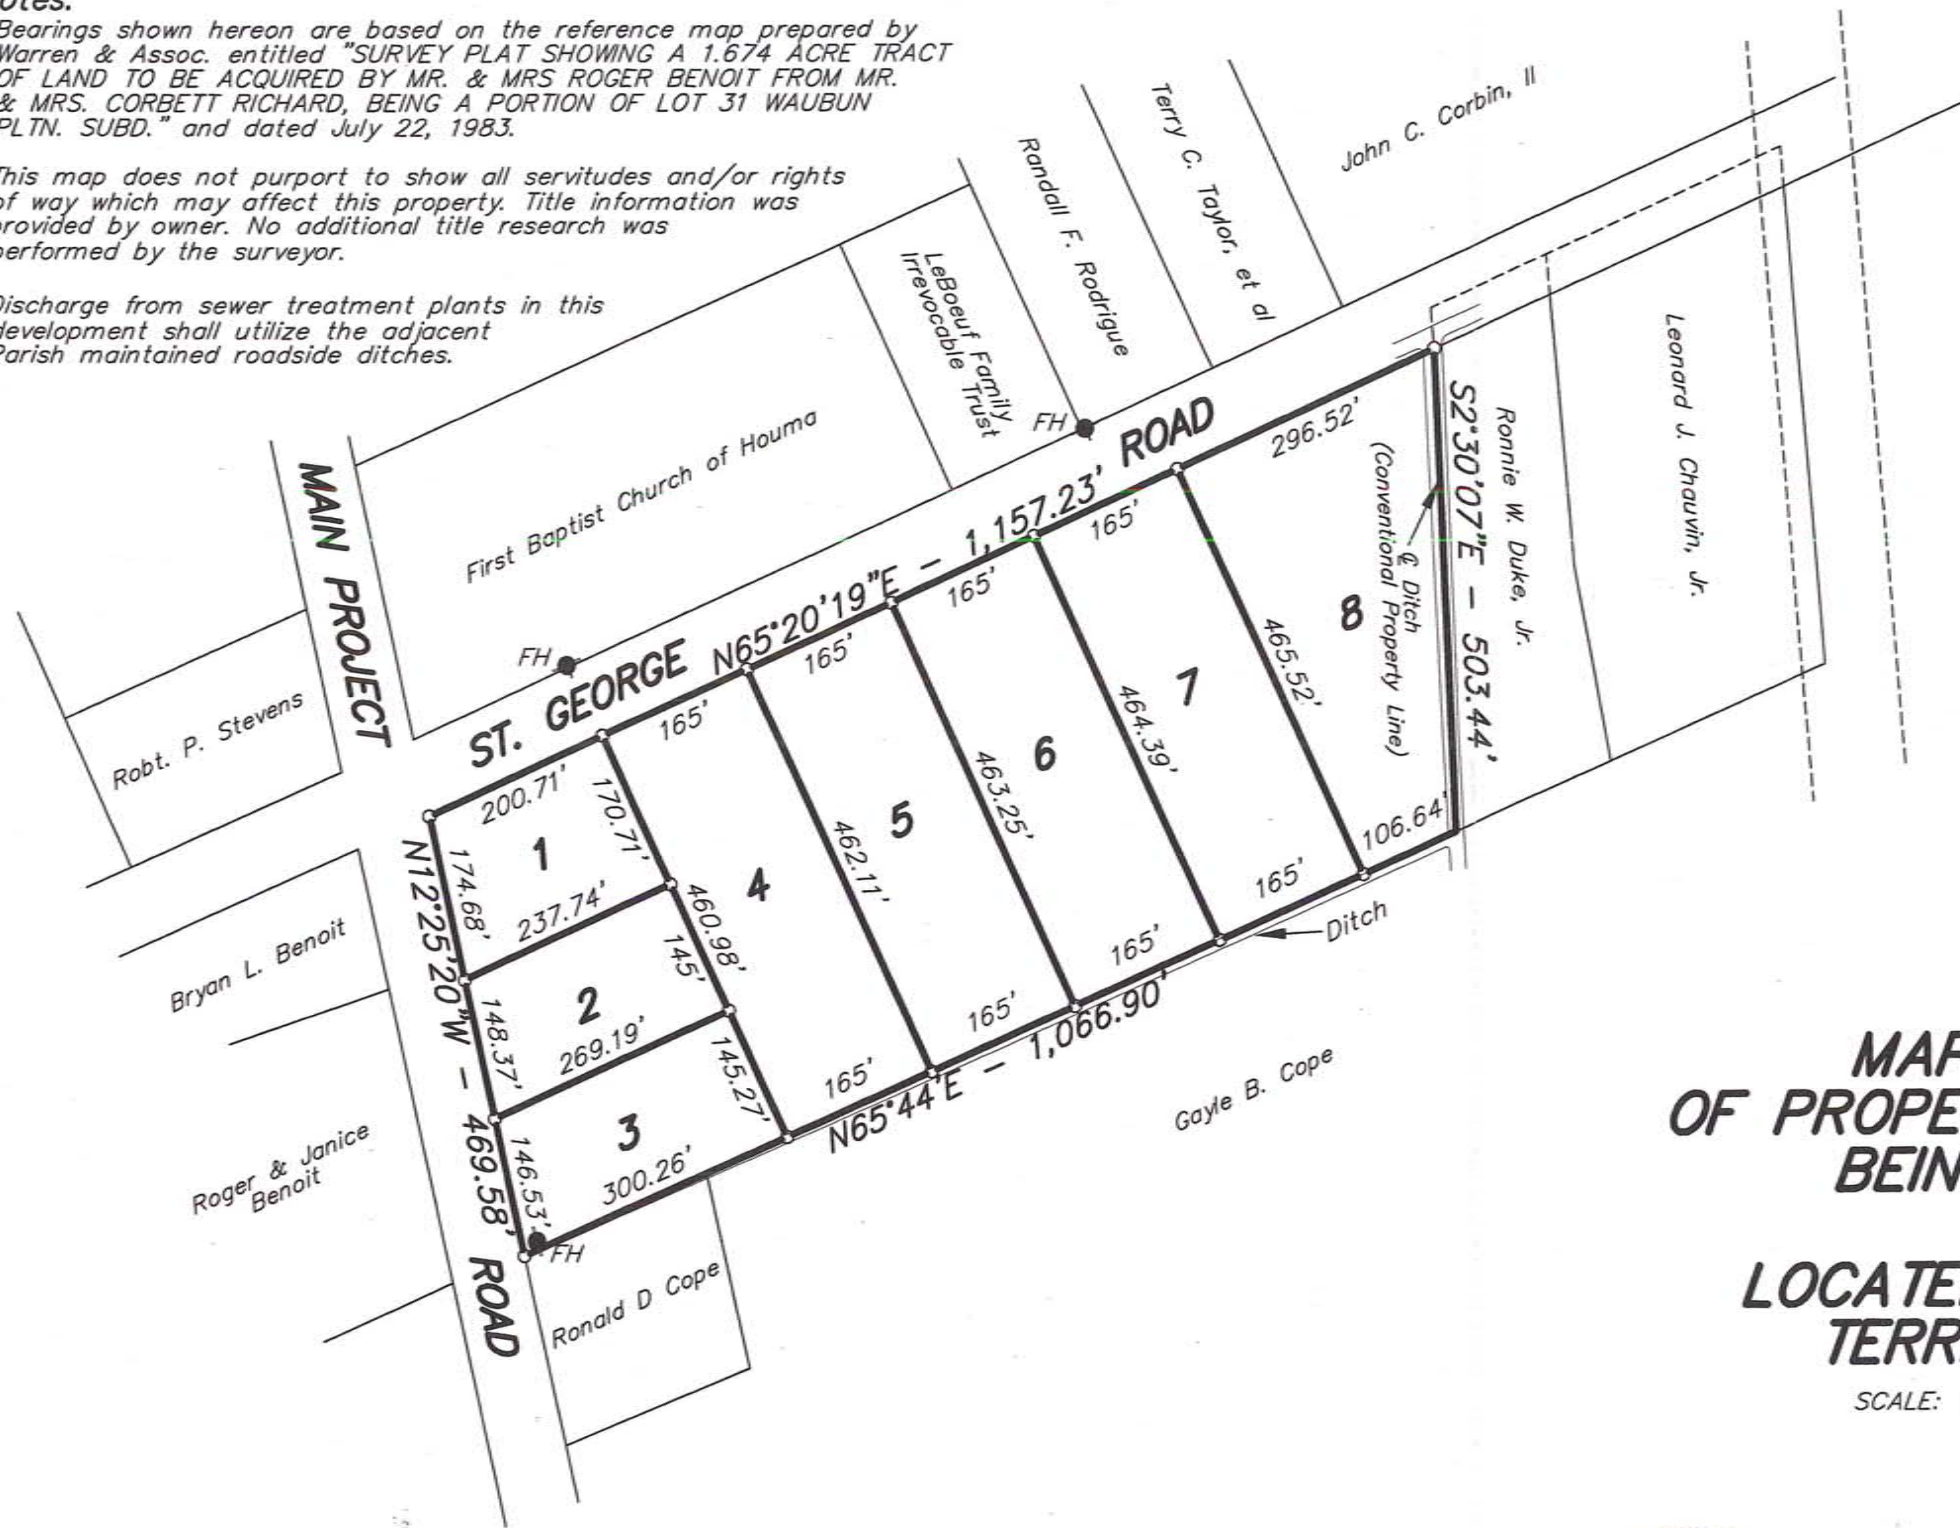 otes:
Bearings shown hereon are based on the reference map prepared by
Warren & Assoc. entitled "SURVEY PLAT SHOWING A 1.674 ACRE TRACT
OF LAND TO BE ACQUIRED BY MR. & MRS ROGER BENOIT FROM MR.
& MRS. CORBETT RICHARD, BEING A PORTION OF LOT 31 WAUBUN
PLTN. SUBD." and dated July 22, 1983.
This map does not purport to show all servitudes and/or rights
of way which may affect this property. Title information was
provided by owner. No additional title research was
performed by the surveyor.
Discharge from sewer treatment plants in this
development shall utilize the adjacent
Parish maintained roadside ditches.
John C. Corbin, II
Terry C. Taylor, et al
Randall F. Rodrigue
LeBoeuf Family
Irrevocable Trust
First Baptist Church of Houma
Leonard J. Chauvin, Jr.
Ronnie W. Duke, Jr.
S2°30'07"E - 503.44'
℄ Ditch
(Conventional Property Line)
MAIN PROJECT
ROAD
ST. GEORGE
ROAD
N65°20'19"E - 1,157.23'
FH
FH
FH
296.52'
165'
165'
165'
165'
200.71'
Robt. P. Stevens
Bryan L. Benoit
Roger & Janice
Benoit
Ronald D Cope
Gayle B. Cope
N12°25'20"W - 469.58'
174.68'
148.37'
146.53'
1
2
3
4
5
6
7
8
170.71'
237.74'
145'
269.19'
145.27'
300.26'
460.98'
462.11'
463.25'
464.39'
465.52'
165'
165'
165'
165'
106.64'
N65°44'E - 1,066.90'
Ditch
MAP
OF PROPE
BEIN
LOCATE
TERR
SCALE: